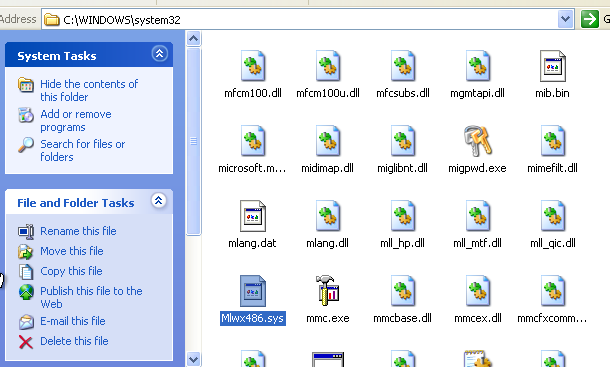 Address C:\WINDOWS\system32 G
System Tasks
Hide the contents of
this folder
Add or remove
programs
Search for files or
folders
File and Folder Tasks
Rename this file
Move this file
Copy this file
Publish this file to the
Web
E-mail this file
Delete this file
mfcm100.dll mfcm100u.dll mfcsubs.dll mgmtapi.dll mib.bin
microsoft.m... midimap.dll miglibnt.dll migpwd.exe mimefilt.dll
mlang.dat mlang.dll mll_hp.dll mll_mtf.dll mll_qic.dll
Mlwx486.sys mmc.exe mmcbase.dll mmcex.dll mmcfxcomm...